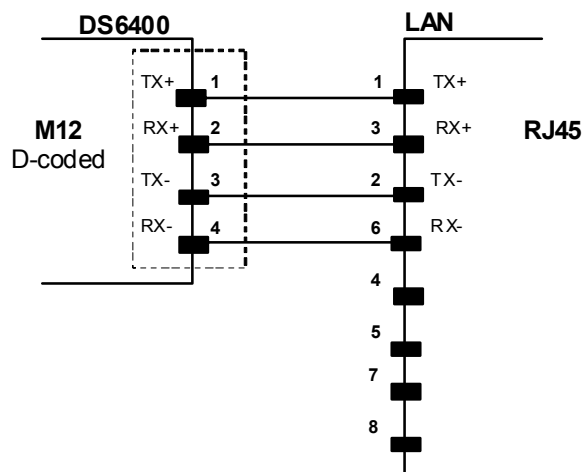 DS6400 LAN
TX+ 1 1 TX+
M12 RX+ 2 3 RX+ RJ45
D-coded
TX- 3 2 TX-
RX- 4 6 RX-
4
5
7
8